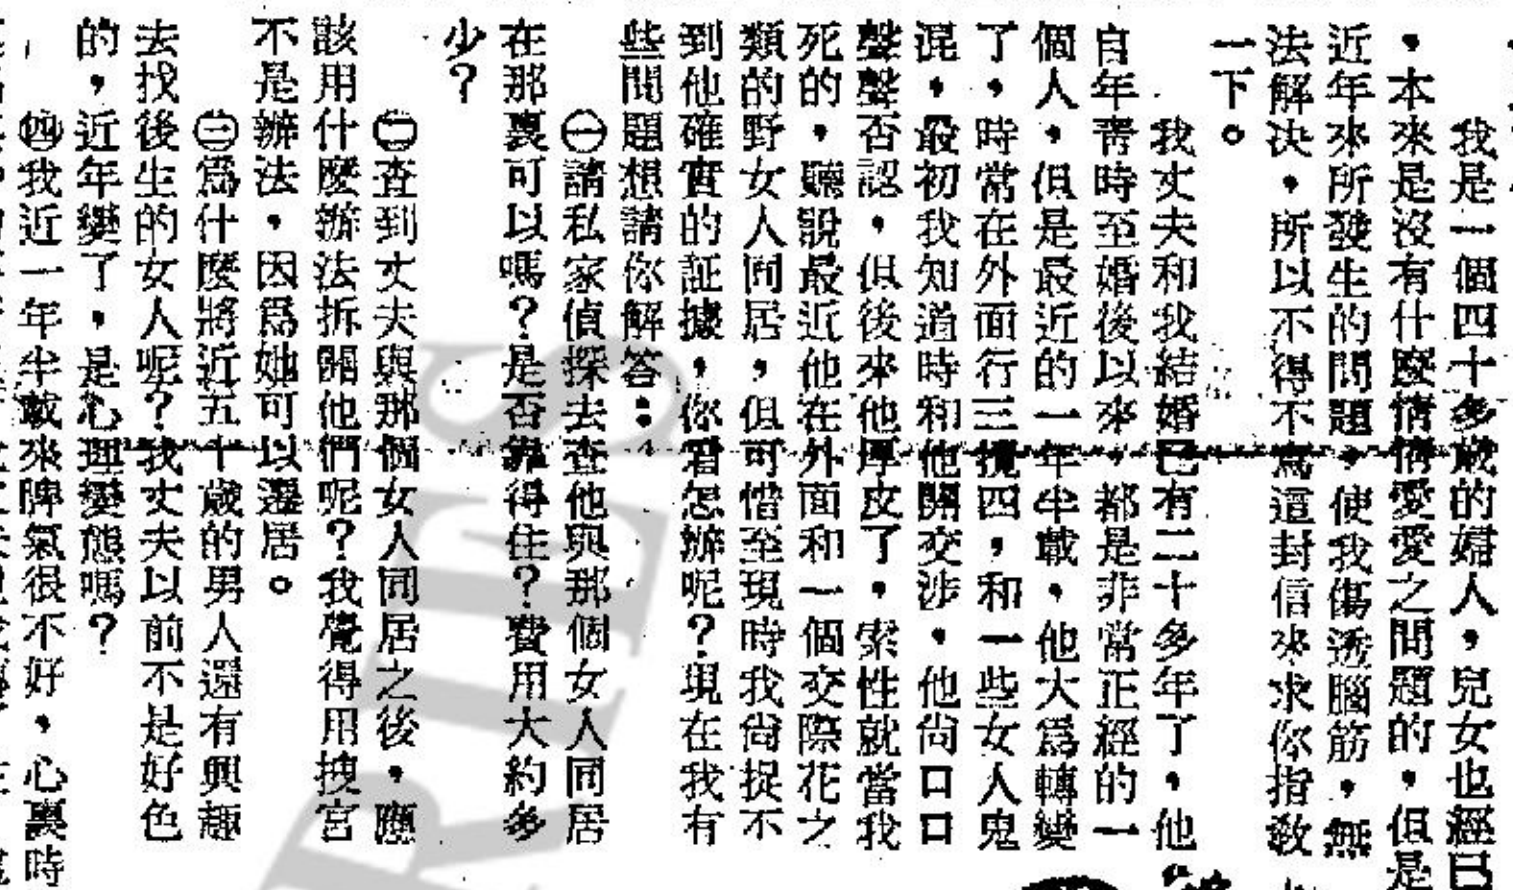 我是一個四十多歲的婦人，兒女也經已
，本來是沒有什麼情情愛愛之問題的，但是
近年來所發生的問題，使我傷透腦筋，無
法解决，所以不得不寫這封信來求你指教
一下。
我丈夫和我結婚已有二十多年了，他
自年青時至婚後以來，都是非常正經的一
個人，但是最近的一年半載，他大爲轉變
了，時常在外面行三攪四，和一些女人鬼
混，最初我知道時和他開交涉，他尙口口
聲聲否認，但後來他厚皮了，索性就當我
死的，聽說最近他在外面和一個交際花之
類的野女人同居，但可惜至現時我尙捉不
到他確實的証據，你看怎辦呢？現在我有
些問題想請你解答：
㊀請私家偵探去查他與那個女人同居
在那裏可以嗎？是否靠得住？費用大約多
少？
㊁查到丈夫與那個女人同居之後，應
該用什麼辦法拆開他們呢？我覺得用拽宮
不是辦法，因爲她可以遷居。
㊂爲什麼將近五十歲的男人還有興趣
去找後生的女人呢？我丈夫以前不是好色
的，近年變了，是心理變態嗎？
㊃我近一年半載來脾氣很不好，心裏時